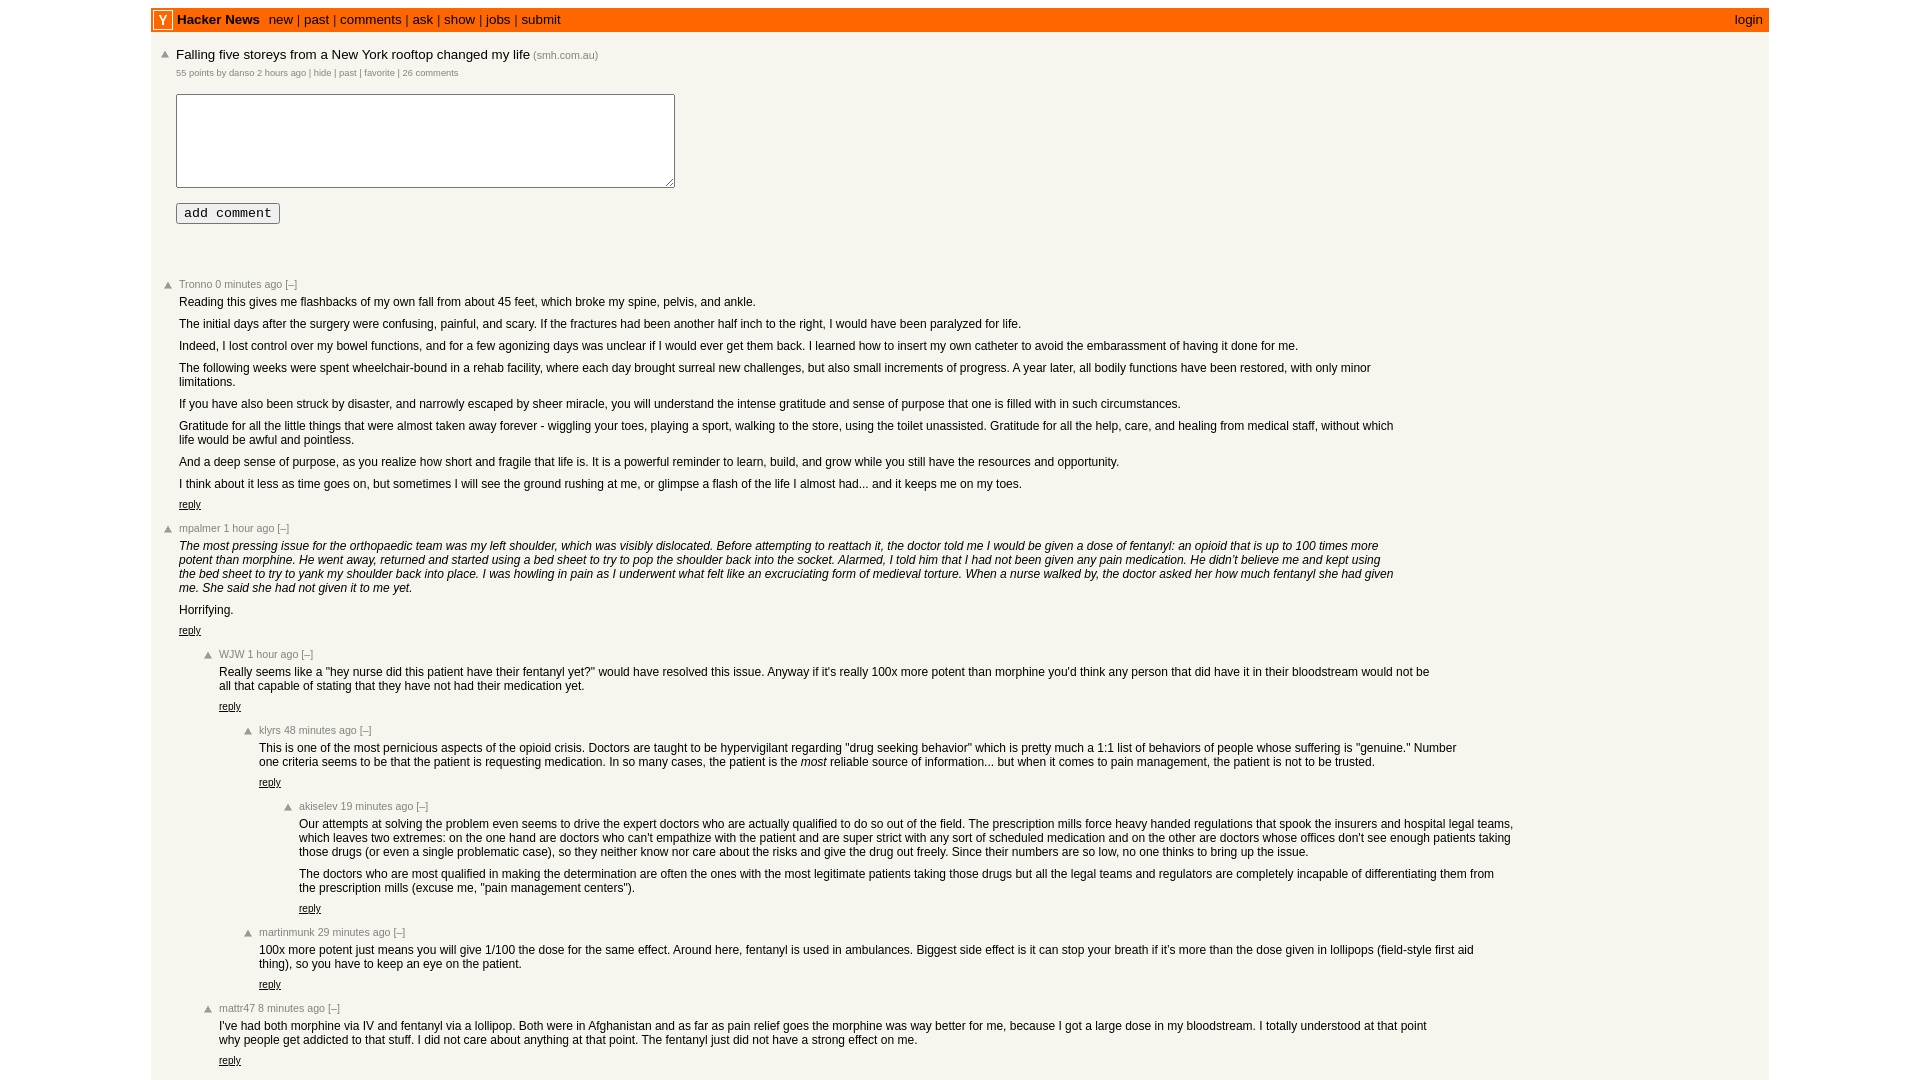 Y Hacker News new | past | comments | ask | show | jobs | submit login
Falling five storeys from a New York rooftop changed my life (smh.com.au)
55 points by danso 2 hours ago | hide | past | favorite | 26 comments
add comment
Tronno 0 minutes ago [–]
Reading this gives me flashbacks of my own fall from about 45 feet, which broke my spine, pelvis, and ankle.
The initial days after the surgery were confusing, painful, and scary. If the fractures had been another half inch to the right, I would have been paralyzed for life.
Indeed, I lost control over my bowel functions, and for a few agonizing days was unclear if I would ever get them back. I learned how to insert my own catheter to avoid the embarassment of having it done for me.
The following weeks were spent wheelchair-bound in a rehab facility, where each day brought surreal new challenges, but also small increments of progress. A year later, all bodily functions have been restored, with only minor
limitations.
If you have also been struck by disaster, and narrowly escaped by sheer miracle, you will understand the intense gratitude and sense of purpose that one is filled with in such circumstances.
Gratitude for all the little things that were almost taken away forever - wiggling your toes, playing a sport, walking to the store, using the toilet unassisted. Gratitude for all the help, care, and healing from medical staff, without which
life would be awful and pointless.
And a deep sense of purpose, as you realize how short and fragile that life is. It is a powerful reminder to learn, build, and grow while you still have the resources and opportunity.
I think about it less as time goes on, but sometimes I will see the ground rushing at me, or glimpse a flash of the life I almost had... and it keeps me on my toes.
reply
mpalmer 1 hour ago [–]
The most pressing issue for the orthopaedic team was my left shoulder, which was visibly dislocated. Before attempting to reattach it, the doctor told me I would be given a dose of fentanyl: an opioid that is up to 100 times more
potent than morphine. He went away, returned and started using a bed sheet to try to pop the shoulder back into the socket. Alarmed, I told him that I had not been given any pain medication. He didn't believe me and kept using
the bed sheet to try to yank my shoulder back into place. I was howling in pain as I underwent what felt like an excruciating form of medieval torture. When a nurse walked by, the doctor asked her how much fentanyl she had given
me. She said she had not given it to me yet.
Horrifying.
reply
WJW 1 hour ago [–]
Really seems like a "hey nurse did this patient have their fentanyl yet?" would have resolved this issue. Anyway if it's really 100x more potent than morphine you'd think any person that did have it in their bloodstream would not be
all that capable of stating that they have not had their medication yet.
reply
klyrs 48 minutes ago [–]
This is one of the most pernicious aspects of the opioid crisis. Doctors are taught to be hypervigilant regarding "drug seeking behavior" which is pretty much a 1:1 list of behaviors of people whose suffering is "genuine." Number
one criteria seems to be that the patient is requesting medication. In so many cases, the patient is the most reliable source of information... but when it comes to pain management, the patient is not to be trusted.
reply
akiselev 19 minutes ago [–]
Our attempts at solving the problem even seems to drive the expert doctors who are actually qualified to do so out of the field. The prescription mills force heavy handed regulations that spook the insurers and hospital legal teams,
which leaves two extremes: on the one hand are doctors who can't empathize with the patient and are super strict with any sort of scheduled medication and on the other are doctors whose offices don't see enough patients taking
those drugs (or even a single problematic case), so they neither know nor care about the risks and give the drug out freely. Since their numbers are so low, no one thinks to bring up the issue.
The doctors who are most qualified in making the determination are often the ones with the most legitimate patients taking those drugs but all the legal teams and regulators are completely incapable of differentiating them from
the prescription mills (excuse me, "pain management centers").
reply
martinmunk 29 minutes ago [–]
100x more potent just means you will give 1/100 the dose for the same effect. Around here, fentanyl is used in ambulances. Biggest side effect is it can stop your breath if it's more than the dose given in lollipops (field-style first aid
thing), so you have to keep an eye on the patient.
reply
mattr47 8 minutes ago [–]
I've had both morphine via IV and fentanyl via a lollipop. Both were in Afghanistan and as far as pain relief goes the morphine was way better for me, because I got a large dose in my bloodstream. I totally understood at that point
why people get addicted to that stuff. I did not care about anything at that point. The fentanyl just did not have a strong effect on me.
reply